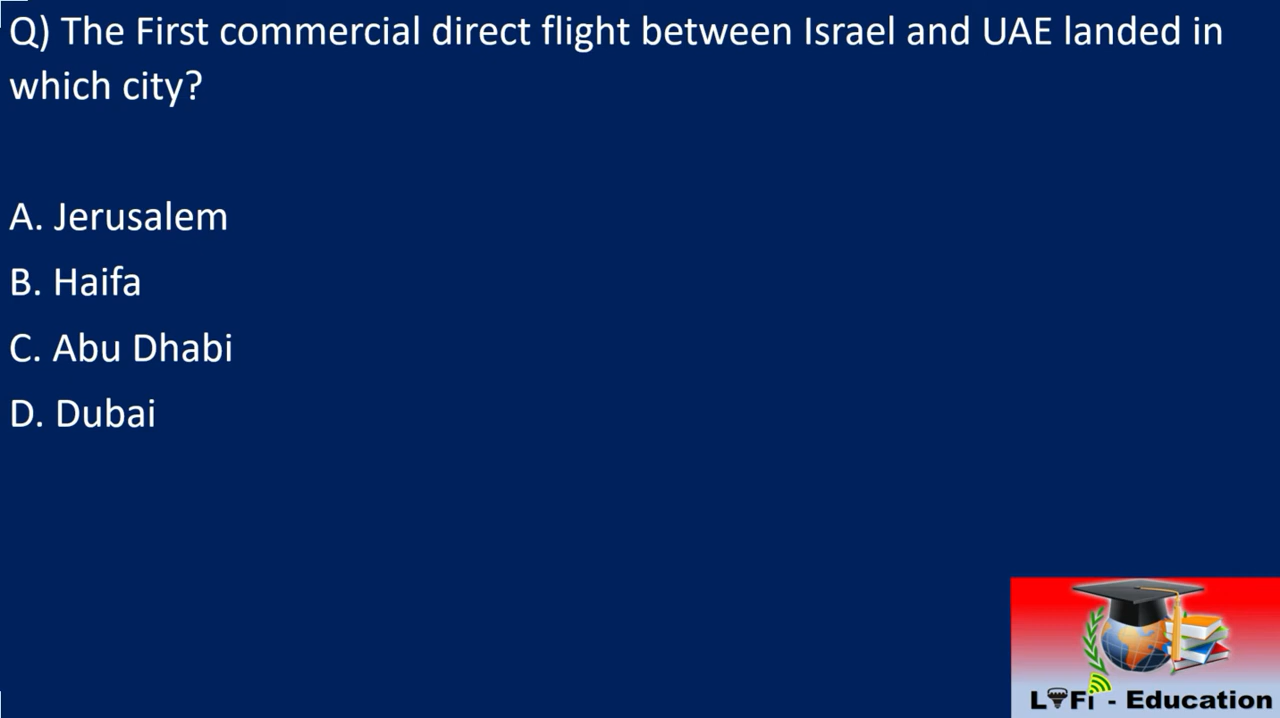 Q) The First commercial direct flight between Israel and UAE landed in
which city?
A. Jerusalem
B. Haifa
C. Abu Dhabi
D. Dubai
LiFi - Education